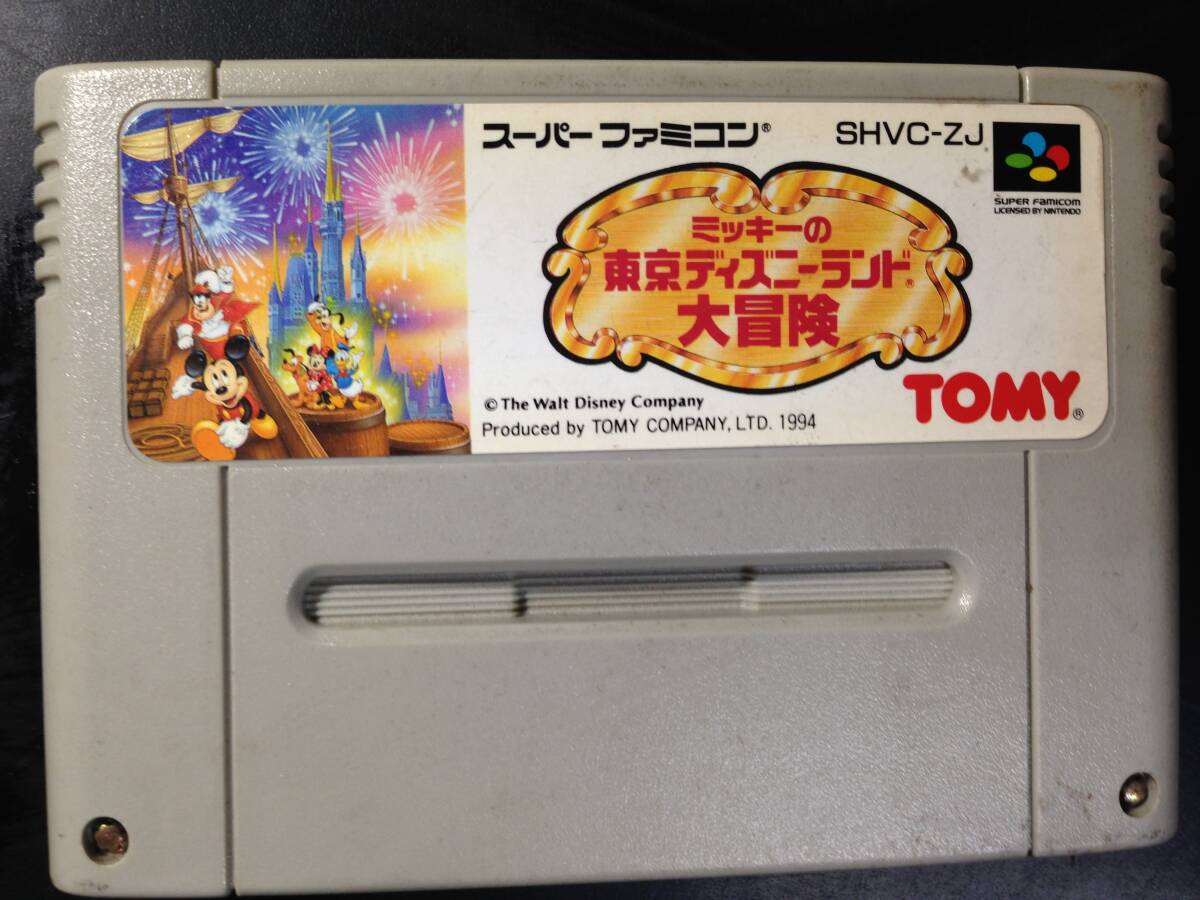 スーパーファミコン®
SHVC-ZJ
SUPER FAMICOM
LICENSED BY NINTENDO
ミッキーの
東京ディズニーランド®
大冒険
TOMY®
© The Walt Disney Company
Produced by TOMY COMPANY, LTD. 1994